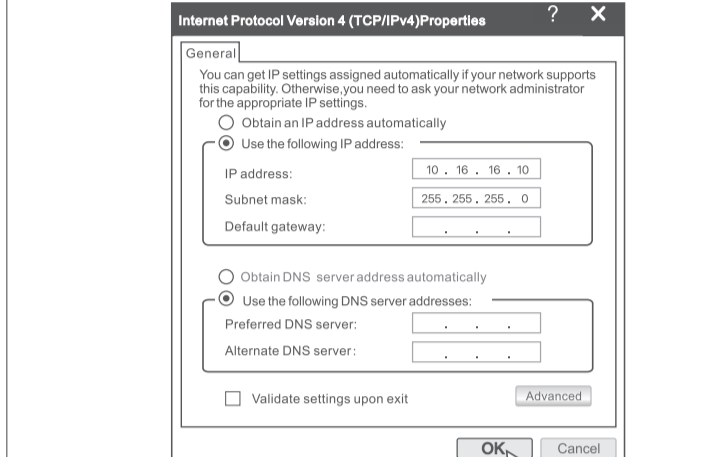 Internet Protocol Version 4 (TCP/IPv4)Properties ? X
General
You can get IP settings assigned automatically if your network supports
this capability. Otherwise,you need to ask your network administrator
for the appropriate IP settings.
Obtain an IP address automatically
Use the following IP address:
IP address: 10 . 16 . 16 . 10
Subnet mask: 255 . 255 . 255 . 0
Default gateway: . . .
Obtain DNS server address automatically
Use the following DNS server addresses:
Preferred DNS server: . . .
Alternate DNS server: . . .
Validate settings upon exit Advanced
OK Cancel